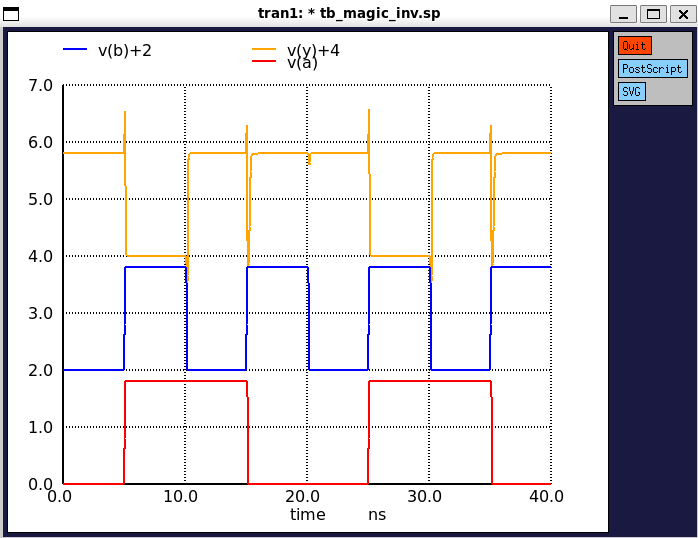 tran1: * tb_magic_inv.sp
Quit
PostScript
SVG
v(b)+2
v(y)+4
v(a)
7.0
6.0
5.0
4.0
3.0
2.0
1.0
0.0
0.0 10.0 20.0 30.0 40.0
time ns